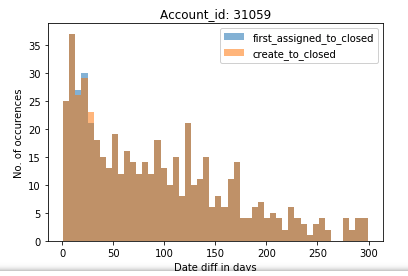 Account_id: 31059
first_assigned_to_closed
create_to_closed
No. of occurences
35
30
25
20
15
10
5
0
0 50 100 150 200 250 300
Date diff in days